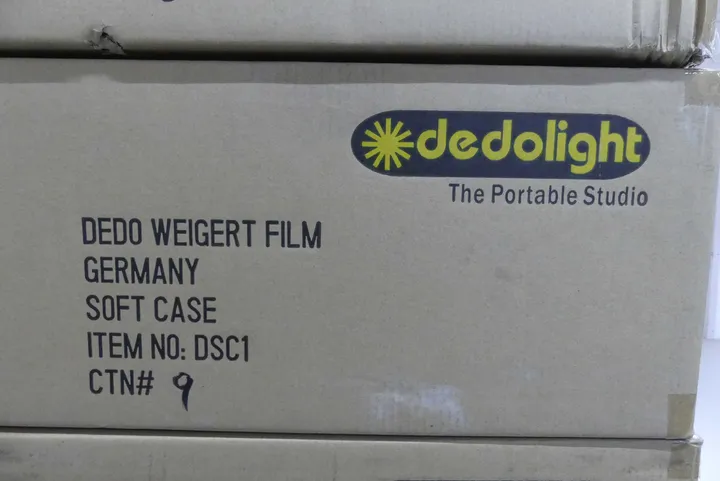 dedolight
The Portable Studio
DEDO WEIGERT FILM
GERMANY
SOFT CASE
ITEM NO: DSC1
CTN# 9